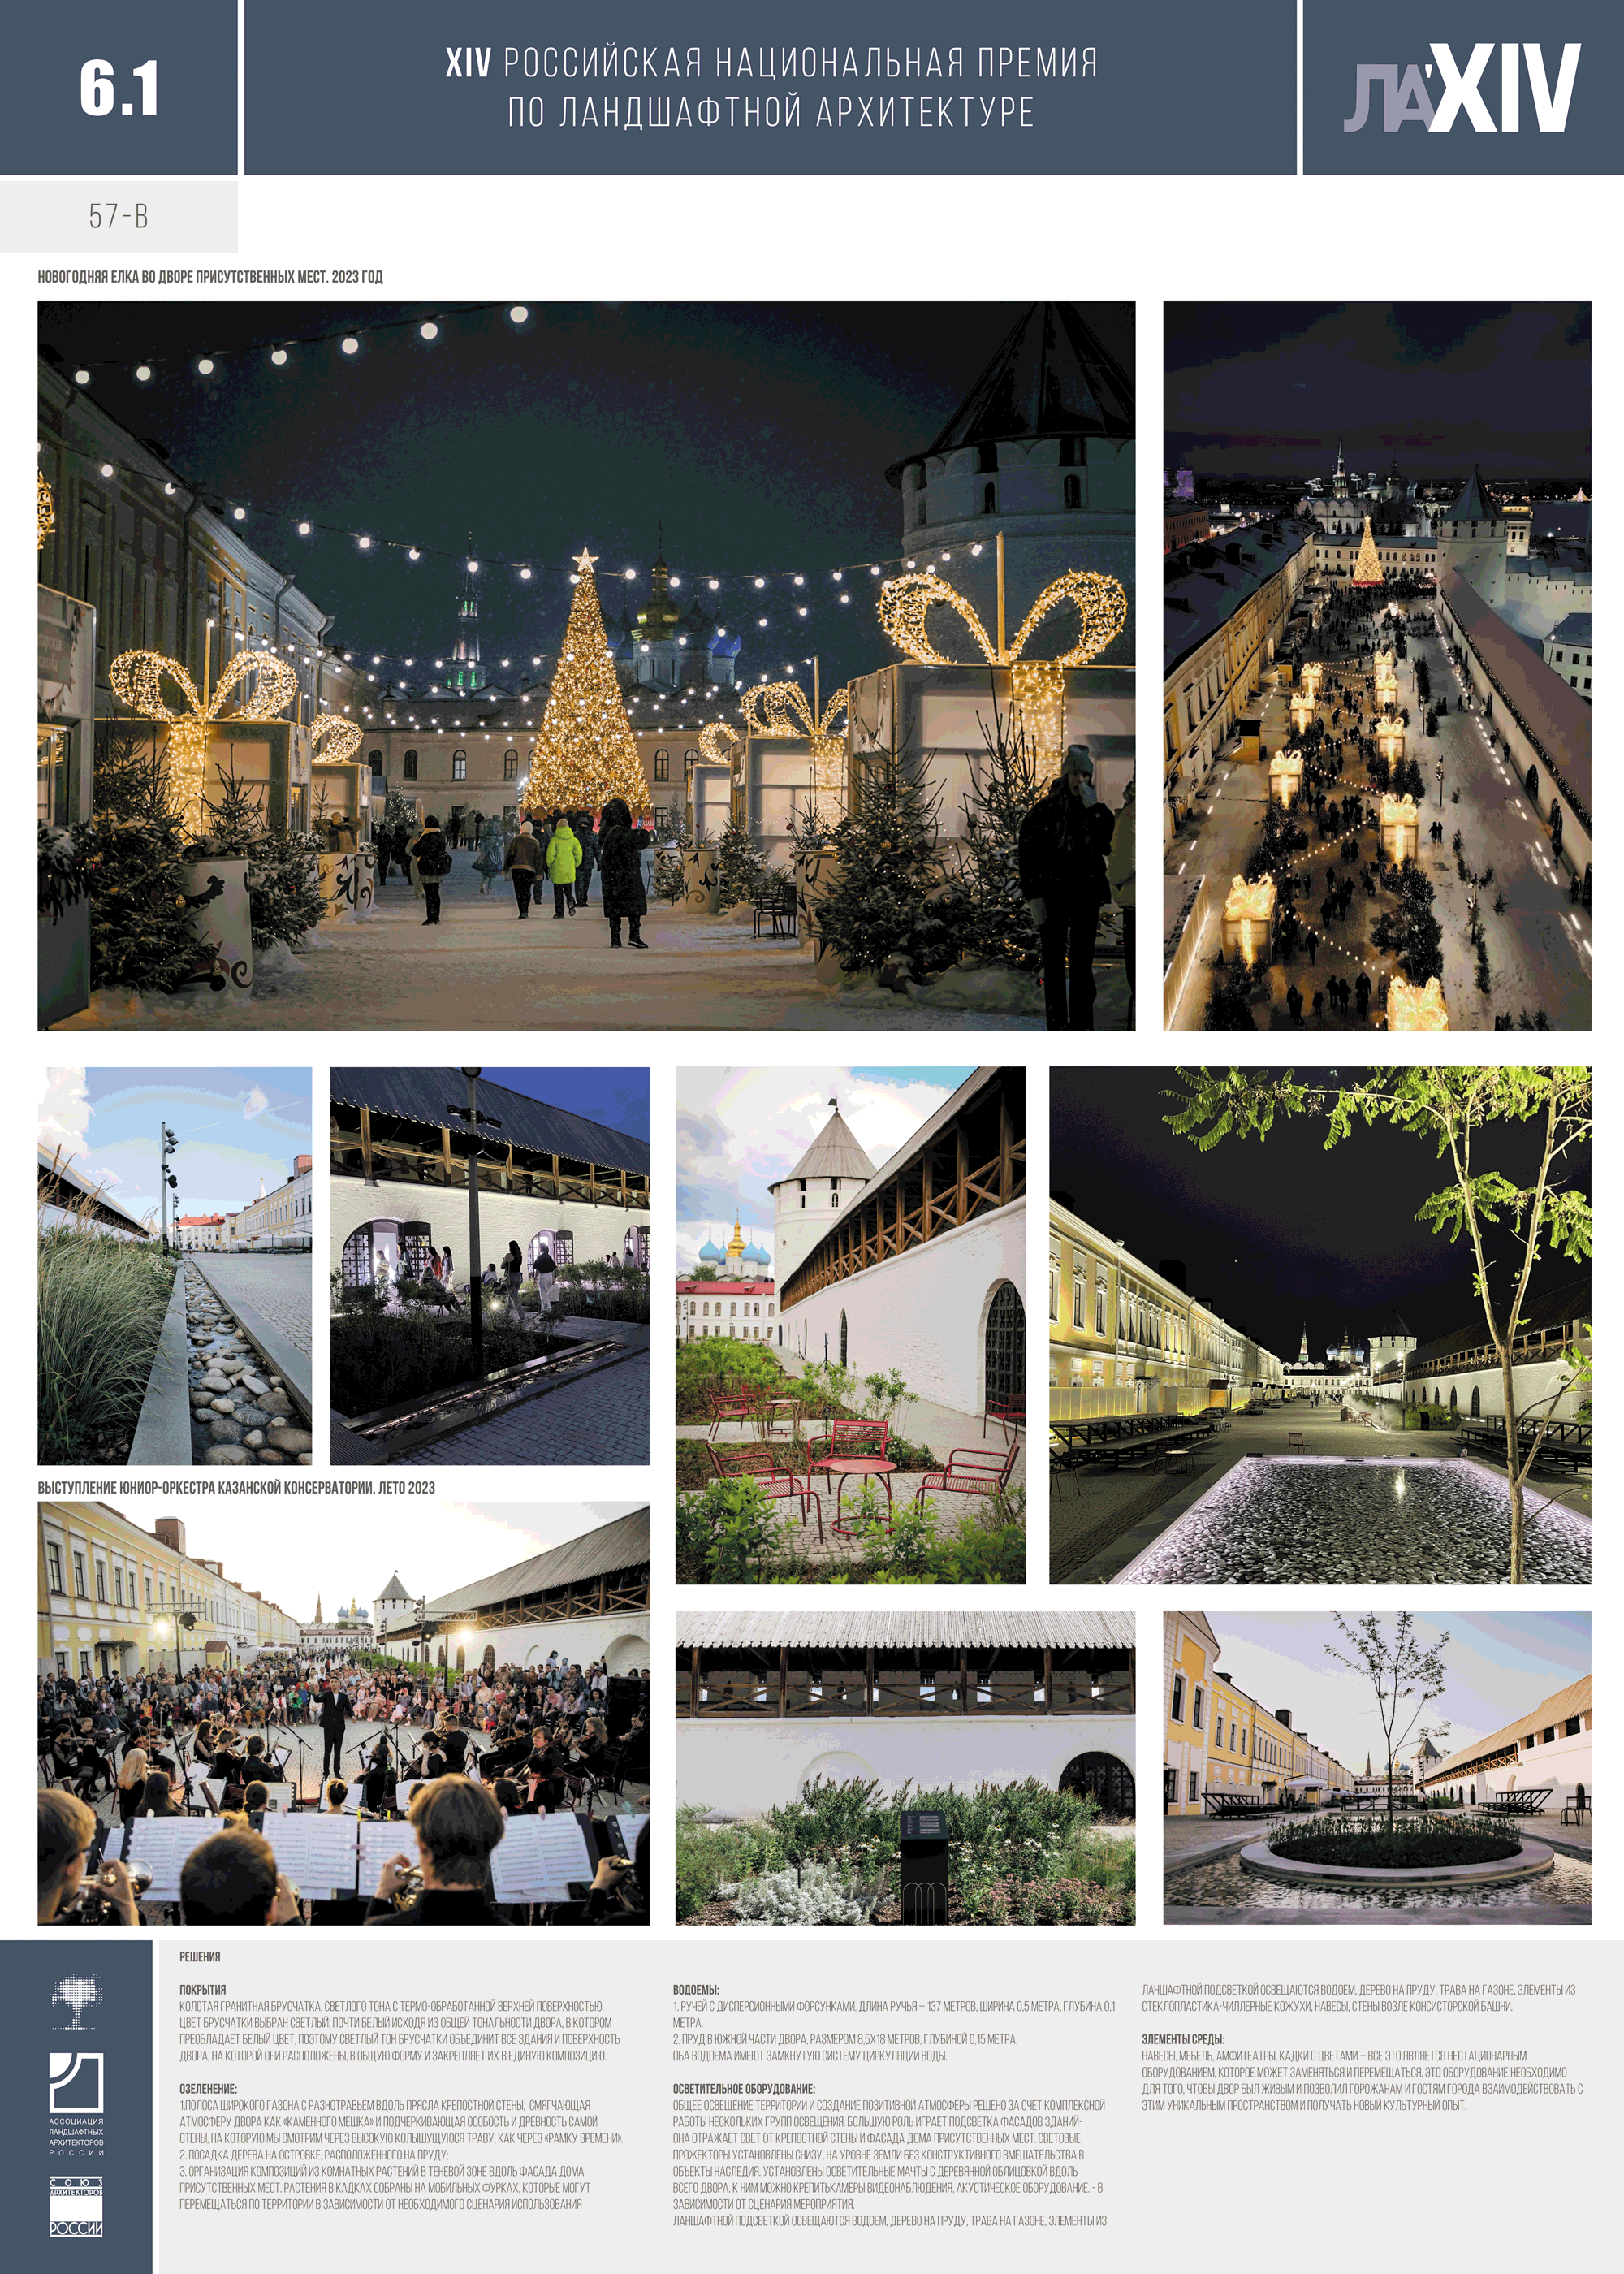 6.1
XIV РОССИЙСКАЯ НАЦИОНАЛЬНАЯ ПРЕМИЯ
ПО ЛАНДШАФТНОЙ АРХИТЕКТУРЕ
ЛА'XIV
57-В
НОВОГОДНЯЯ ЕЛКА ВО ДВОРЕ ПРИСУТСТВЕННЫХ МЕСТ. 2023 ГОД
ВЫСТУПЛЕНИЕ ЮНИОР-ОРКЕСТРА КАЗАНСКОЙ КОНСЕРВАТОРИИ. ЛЕТО 2023
АССОЦИАЦИЯ
ЛАНДШАФТНЫХ
АРХИТЕКТОРОВ
РОССИИ
СОЮЗ
АРХИТЕКТОРОВ
РОССИИ
РЕШЕНИЯ
ПОКРЫТИЯ
КОЛОТАЯ ГРАНИТНАЯ БРУСЧАТКА, СВЕТЛОГО ТОНА С ТЕРМО-ОБРАБОТАННОЙ ВЕРХНЕЙ ПОВЕРХНОСТЬЮ.
ЦВЕТ БРУСЧАТКИ ВЫБРАН СВЕТЛЫЙ, ПОЧТИ БЕЛЫЙ ИСХОДЯ ИЗ ОБЩЕЙ ТОНАЛЬНОСТИ ДВОРА, В КОТОРОМ
ПРЕОБЛАДАЕТ БЕЛЫЙ ЦВЕТ, ПОЭТОМУ СВЕТЛЫЙ ТОН БРУСЧАТКИ ОБЪЕДИНИТ ВСЕ ЗДАНИЯ И ПОВЕРХНОСТЬ
ДВОРА, НА КОТОРОЙ ОНИ РАСПОЛОЖЕНЫ, В ОБЩУЮ ФОРМУ И ЗАКРЕПЛЯЕТ ИХ В ЕДИНУЮ КОМПОЗИЦИЮ.
ОЗЕЛЕНЕНИЕ:
1.ПОЛОСА ШИРОКОГО ГАЗОНА С РАЗНОТРАВЬЕМ ВДОЛЬ ПРЯСЛА КРЕПОСТНОЙ СТЕНЫ, СМЯГЧАЮЩАЯ
АТМОСФЕРУ ДВОРА КАК «КАМЕННОГО МЕШКА» И ПОДЧЕРКИВАЮЩАЯ ОСОБОСТЬ И ДРЕВНОСТЬ САМОЙ
СТЕНЫ, НА КОТОРУЮ МЫ СМОТРИМ ЧЕРЕЗ ВЫСОКУЮ КОЛЫШУЩУЮСЯ ТРАВУ, КАК ЧЕРЕЗ «РАМКУ ВРЕМЕНИ».
2. ПОСАДКА ДЕРЕВА НА ОСТРОВКЕ, РАСПОЛОЖЕННОГО НА ПРУДУ;
3. ОРГАНИЗАЦИЯ КОМПОЗИЦИЙ ИЗ КОМНАТНЫХ РАСТЕНИЙ В ТЕНЕВОЙ ЗОНЕ ВДОЛЬ ФАСАДА ДОМА
ПРИСУТСТВЕННЫХ МЕСТ. РАСТЕНИЯ В КАДКАХ СОБРАНЫ НА МОБИЛЬНЫХ ФУРКАХ, КОТОРЫЕ МОГУТ
ПЕРЕМЕЩАТЬСЯ ПО ТЕРРИТОРИИ В ЗАВИСИМОСТИ ОТ НЕОБХОДИМОГО СЦЕНАРИЯ ИСПОЛЬЗОВАНИЯ
ВОДОЕМЫ:
1. РУЧЕЙ С ДИСПЕРСИОННЫМИ ФОРСУНКАМИ. ДЛИНА РУЧЬЯ – 137 МЕТРОВ, ШИРИНА 0,5 МЕТРА, ГЛУБИНА 0,1
МЕТРА.
2. ПРУД В ЮЖНОЙ ЧАСТИ ДВОРА, РАЗМЕРОМ 8,5Х18 МЕТРОВ, ГЛУБИНОЙ 0,15 МЕТРА.
ОБА ВОДОЕМА ИМЕЮТ ЗАМКНУТУЮ СИСТЕМУ ЦИРКУЛЯЦИИ ВОДЫ.
ОСВЕТИТЕЛЬНОЕ ОБОРУДОВАНИЕ:
ОБЩЕЕ ОСВЕЩЕНИЕ ТЕРРИТОРИИ И СОЗДАНИЕ ПОЗИТИВНОЙ АТМОСФЕРЫ РЕШЕНО ЗА СЧЕТ КОМПЛЕКСНОЙ
РАБОТЫ НЕСКОЛЬКИХ ГРУПП ОСВЕЩЕНИЯ. БОЛЬШУЮ РОЛЬ ИГРАЕТ ПОДСВЕТКА ФАСАДОВ ЗДАНИЙ-
ОНА ОТРАЖАЕТ СВЕТ ОТ КРЕПОСТНОЙ СТЕНЫ И ФАСАДА ДОМА ПРИСУТСТВЕННЫХ МЕСТ. СВЕТОВЫЕ
ПРОЖЕКТОРЫ УСТАНОВЛЕНЫ СНИЗУ, НА УРОВНЕ ЗЕМЛИ БЕЗ КОНСТРУКТИВНОГО ВМЕШАТЕЛЬСТВА В
ОБЪЕКТЫ НАСЛЕДИЯ. УСТАНОВЛЕНЫ ОСВЕТИТЕЛЬНЫЕ МАЧТЫ С ДЕРЕВЯННОЙ ОБЛИЦОВКОЙ ВДОЛЬ
ВСЕГО ДВОРА. К НИМ МОЖНО КРЕПИТЬКАМЕРЫ ВИДЕОНАБЛЮДЕНИЯ, АКУСТИЧЕСКОЕ ОБОРУДОВАНИЕ. - В
ЗАВИСИМОСТИ ОТ СЦЕНАРИЯ МЕРОПРИЯТИЯ.
ЛАНШАФТНОЙ ПОДСВЕТКОЙ ОСВЕЩАЮТСЯ ВОДОЕМ, ДЕРЕВО НА ПРУДУ, ТРАВА НА ГАЗОНЕ, ЭЛЕМЕНТЫ ИЗ
ЛАНШАФТНОЙ ПОДСВЕТКОЙ ОСВЕЩАЮТСЯ ВОДОЕМ, ДЕРЕВО НА ПРУДУ, ТРАВА НА ГАЗОНЕ, ЭЛЕМЕНТЫ ИЗ
СТЕКЛОПЛАСТИКА-ЧИЛЛЕРНЫЕ КОЖУХИ, НАВЕСЫ, СТЕНЫ ВОЗЛЕ КОНСИСТОРСКОЙ БАШНИ.
ЭЛЕМЕНТЫ СРЕДЫ:
НАВЕСЫ, МЕБЕЛЬ, АМФИТЕАТРЫ, КАДКИ С ЦВЕТАМИ – ВСЕ ЭТО ЯВЛЯЕТСЯ НЕСТАЦИОНАРНЫМ
ОБОРУДОВАНИЕМ, КОТОРОЕ МОЖЕТ ЗАМЕНЯТЬСЯ И ПЕРЕМЕЩАТЬСЯ. ЭТО ОБОРУДОВАНИЕ НЕОБХОДИМО
ДЛЯ ТОГО, ЧТОБЫ ДВОР БЫЛ ЖИВЫМ И ПОЗВОЛИЛ ГОРОЖАНАМ И ГОСТЯМ ГОРОДА ВЗАИМОДЕЙСТВОВАТЬ С
ЭТИМ УНИКАЛЬНЫМ ПРОСТРАНСТВОМ И ПОЛУЧАТЬ НОВЫЙ КУЛЬТУРНЫЙ ОПЫТ.